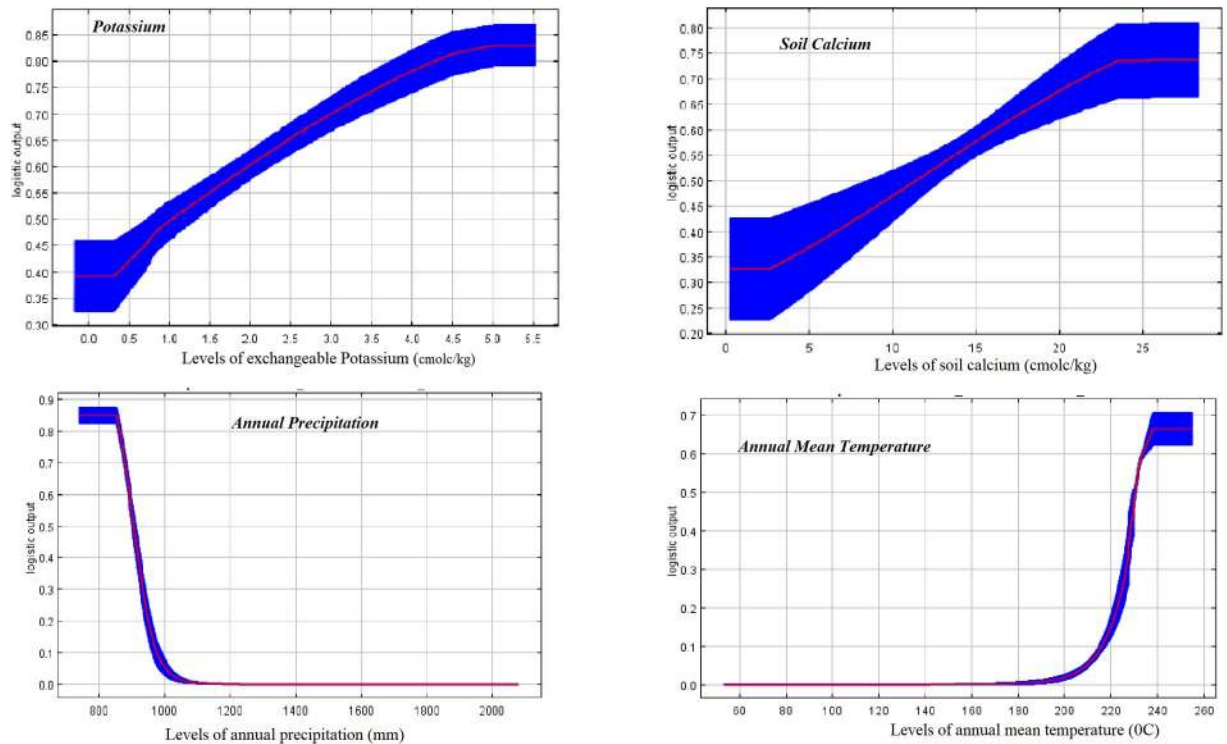 Potassium
0.85
0.80
0.75
0.70
0.65
0.60
0.55
0.50
0.45
0.40
0.35
0.30
logistic output
0.0 0.5 1.0 1.5 2.0 2.5 3.0 3.5 4.0 4.5 5.0 5.5
Levels of exchangeable Potassium (cmolc/kg)
Soil Calcium
0.80
0.75
0.70
0.65
0.60
0.55
0.50
0.45
0.40
0.35
0.30
0.25
0.20
logistic output
0 5 10 15 20 25
Levels of soil calcium (cmolc/kg)
Annual Precipitation
0.9
0.8
0.7
0.6
0.5
0.4
0.3
0.2
0.1
0.0
logistic output
800 1000 1200 1400 1600 1800 2000
Levels of annual precipitation (mm)
Annual Mean Temperature
0.7
0.6
0.5
0.4
0.3
0.2
0.1
0.0
logistic output
60 80 100 120 140 160 180 200 220 240 260
Levels of annual mean temperature (0C)